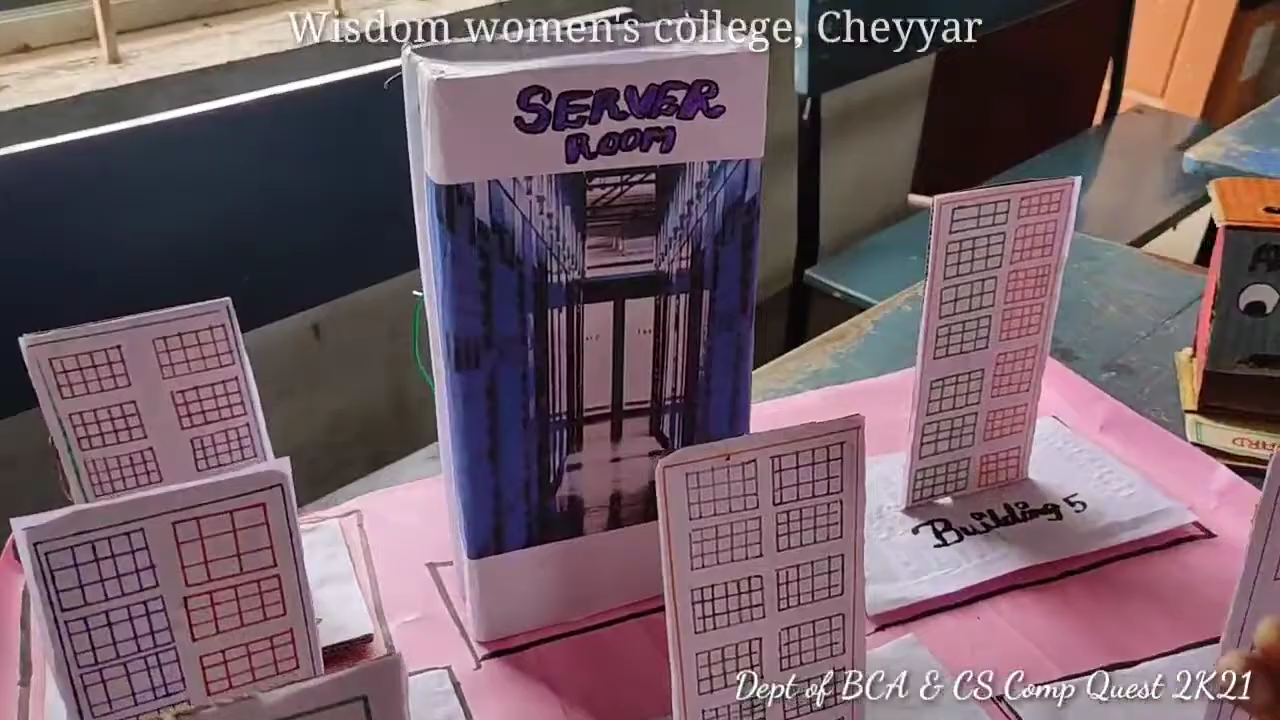 Wisdom women's college, Cheyyar
SERVER
ROOM
Building 5
Dept of BCA & CS Comp Quest 2K21